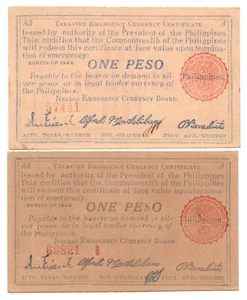 A3 TREASURY EMERGENCY CURRENCY CERTIFICATE
Issued by authority of the President of the Philippines
This certifies that the Commonwealth of the Philippines
will redeem this certificate at face value upon termination
of emergency.
SERIES OF 1944
ONE PESO
Payable to the bearer on demand in silver
pesos or in legal tender currency of
the Philippines.
Philippines
NEGROS EMERGENCY CURRENCY BOARD
57441
A3 TREASURY EMERGENCY CURRENCY CERTIFICATE
Issued by authority of the President of the Philippines.
This certifies that the Commonwealth of the Philippines
will redeem this certificate at face value upon termination
of emergency.
ONE PESO
Payable to the bearer on demand in silver
pesos or in legal tender currency of
the Philippines.
Philippines
NEGROS EMERGENCY CURRENCY BOARD
69821